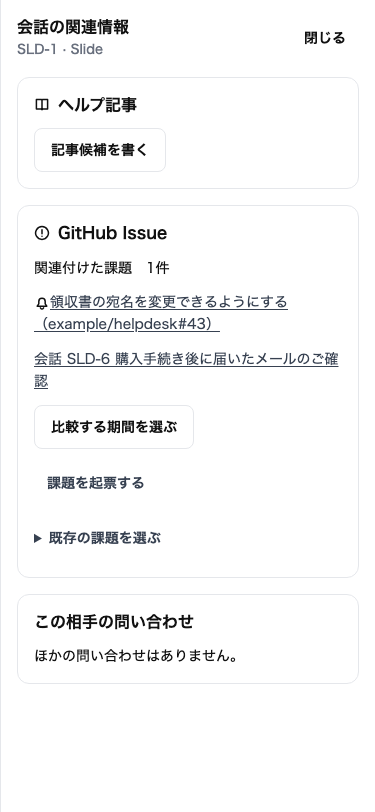 会話の関連情報
閉じる
SLD-1 · Slide
ヘルプ記事
記事候補を書く
GitHub Issue
関連付けた課題　1件
領収書の宛名を変更できるようにする
（example/helpdesk#43）
会話 SLD-6 購入手続き後に届いたメールのご確
認
比較する期間を選ぶ
課題を起票する
既存の課題を選ぶ
この相手の問い合わせ
ほかの問い合わせはありません。